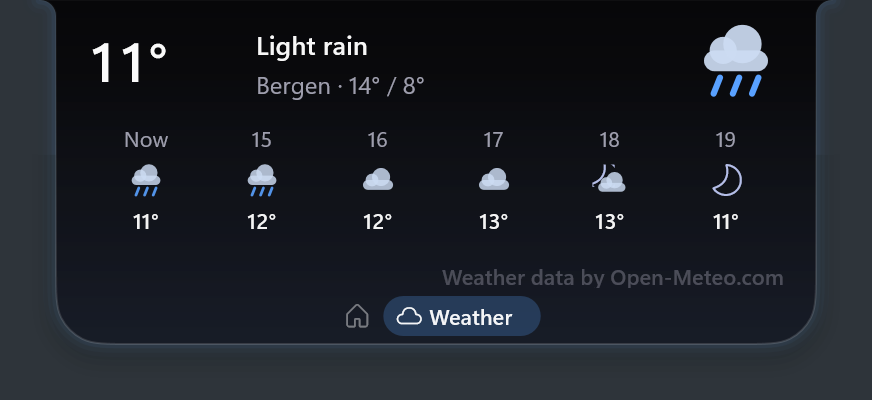 11°
Light rain
Bergen · 14° / 8°
Now 15 16 17 18 19
11° 12° 12° 13° 13° 11°
Weather data by Open-Meteo.com
Weather